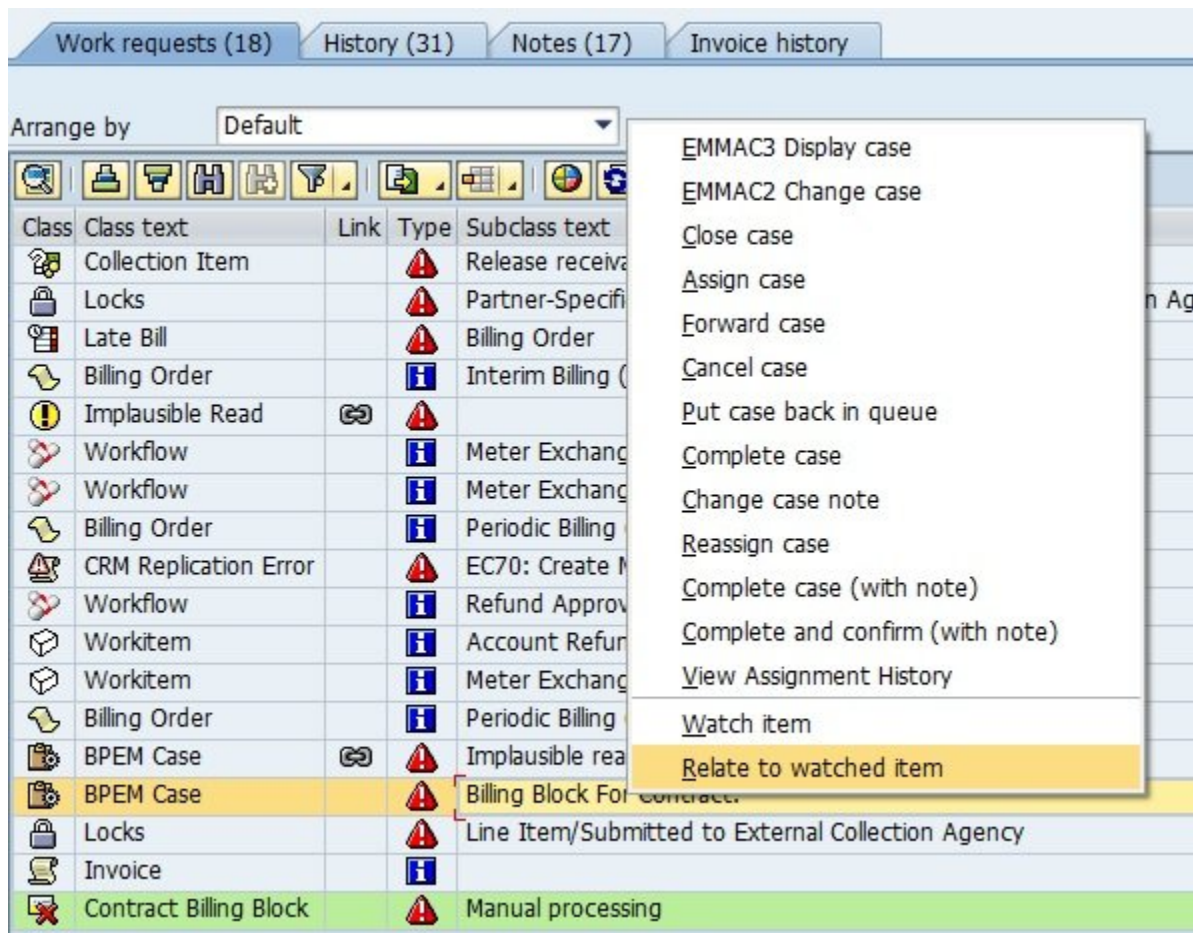 Work requests (18) History (31) Notes (17) Invoice history
Arrange by Default
Class Class text Link Type Subclass text
Collection Item Release receiva
Locks Partner-Specifi n Ag
Late Bill Billing Order
Billing Order Interim Billing (
Implausible Read
Workflow Meter Exchang
Workflow Meter Exchang
Billing Order Periodic Billing
CRM Replication Error EC70: Create M
Workflow Refund Approv
Workitem Account Refun
Workitem Meter Exchang
Billing Order Periodic Billing
BPEM Case Implausible rea
BPEM Case Billing Block For Contract.
Locks Line Item/Submitted to External Collection Agency
Invoice
Contract Billing Block Manual processing
EMMAC3 Display case
EMMAC2 Change case
Close case
Assign case
Forward case
Cancel case
Put case back in queue
Complete case
Change case note
Reassign case
Complete case (with note)
Complete and confirm (with note)
View Assignment History
Watch item
Relate to watched item